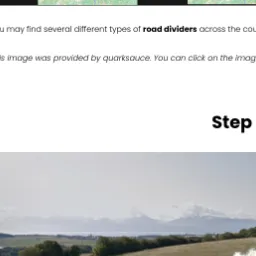 u may find several different types of road dividers across the cou
is image was provided by quarksauce. You can click on the imag
Step